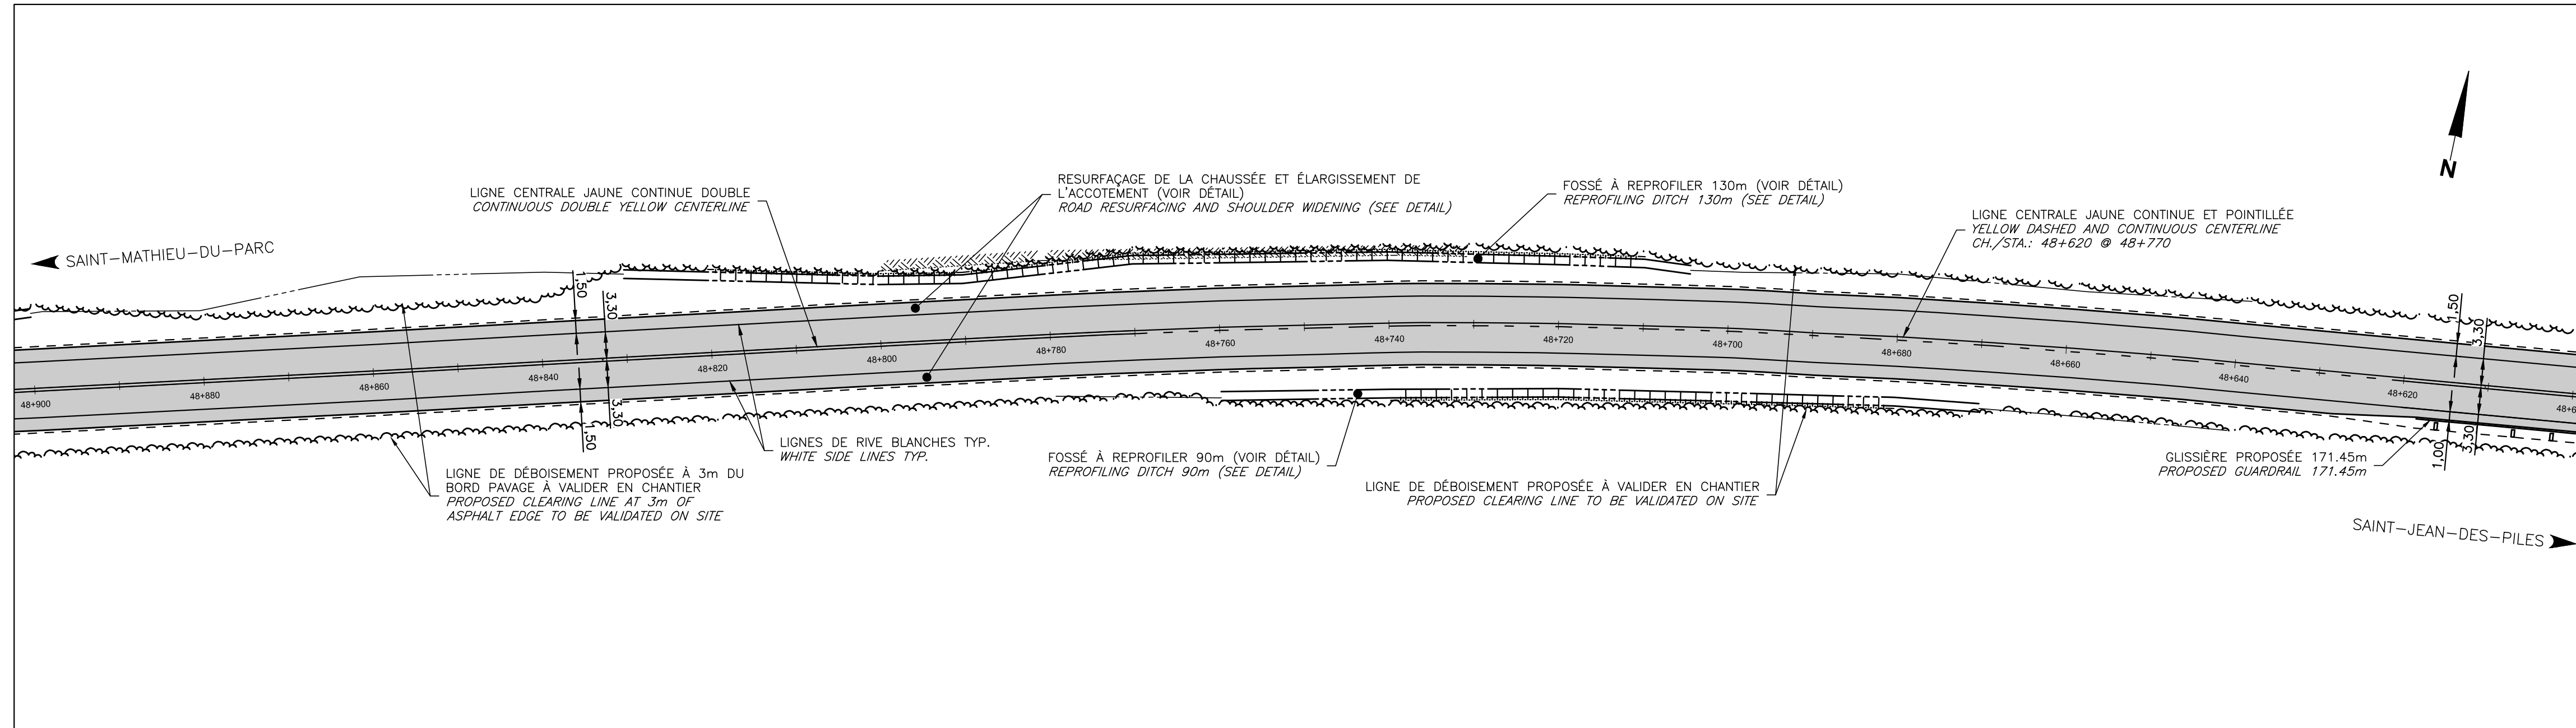 RESURFAÇAGE DE LA CHAUSSÉE ET ÉLARGISSEMENT DE
L'ACCOTEMENT (VOIR DÉTAIL)
ROAD RESURFACING AND SHOULDER WIDENING (SEE DETAIL)
FOSSÉ À REPROFILER 130m (VOIR DÉTAIL)
REPROFILING DITCH 130m (SEE DETAIL)
N
LIGNE CENTRALE JAUNE CONTINUE DOUBLE
CONTINUOUS DOUBLE YELLOW CENTERLINE
LIGNE CENTRALE JAUNE CONTINUE ET POINTILLÉE
YELLOW DASHED AND CONTINUOUS CENTERLINE
CH./STA.: 48+620 @ 48+770
SAINT-MATHIEU-DU-PARC
1,50
3,30
1,50
3,30
48+900
48+880
48+860
48+840
48+820
48+800
48+780
48+760
48+740
48+720
48+700
48+680
48+660
48+640
48+620
48+6
3,30
1,50
1,00
3,30
LIGNES DE RIVE BLANCHES TYP.
WHITE SIDE LINES TYP.
FOSSÉ À REPROFILER 90m (VOIR DÉTAIL)
REPROFILING DITCH 90m (SEE DETAIL)
GLISSIÈRE PROPOSÉE 171.45m
PROPOSED GUARDRAIL 171.45m
LIGNE DE DÉBOISEMENT PROPOSÉE À 3m DU
BORD PAVAGE À VALIDER EN CHANTIER
PROPOSED CLEARING LINE AT 3m OF
ASPHALT EDGE TO BE VALIDATED ON SITE
LIGNE DE DÉBOISEMENT PROPOSÉE À VALIDER EN CHANTIER
PROPOSED CLEARING LINE TO BE VALIDATED ON SITE
SAINT-JEAN-DES-PILES